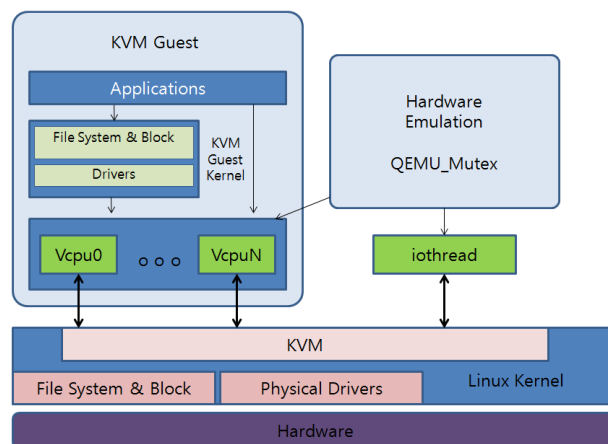 KVM Guest
Applications
File System & Block
Drivers
KVM
Guest
Kernel
Vcpu0
VcpuN
Hardware
Emulation
QEMU_Mutex
iothread
KVM
File System & Block
Physical Drivers
Linux Kernel
Hardware